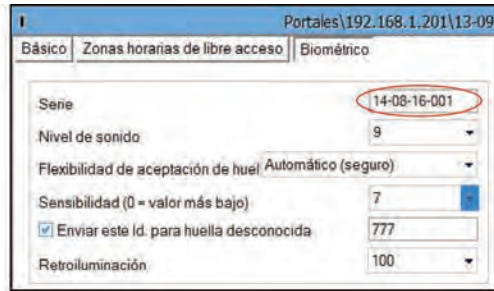 Portales\192.168.1.201\13-09
Básico Zonas horarias de libre acceso Biométrico
Serie 14-08-16-001
Nivel de sonido 9
Flexibilidad de aceptación de huel Automático (seguro)
Sensibilidad (0 = valor más bajo) 7
Enviar este Id. para huella desconocida 777
Retroiluminación 100